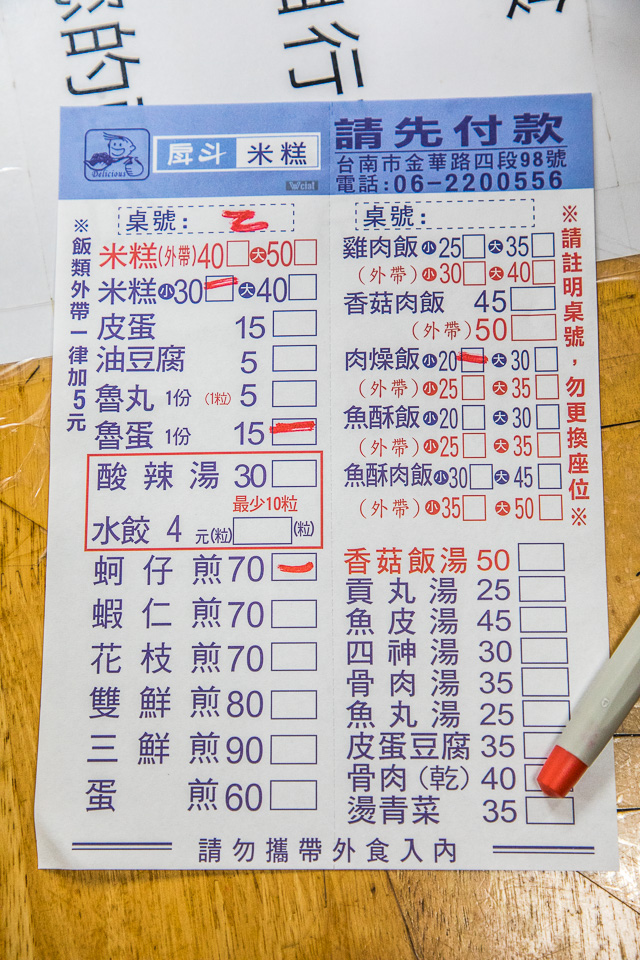 您的
自行
Delicious
戽斗 米糕
請先付款
台南市金華路四段98號
電話:06-2200556
※飯類外帶一律加5元
桌號: 2
米糕(外帶)40 大50
米糕小30 大40
皮蛋 15
油豆腐 5
魯丸 1份 (1粒) 5
魯蛋 1份 15
酸辣湯 30
最少10粒
水餃 4 元(粒) (粒)
蚵仔煎 70
蝦仁煎 70
花枝煎 70
雙鮮煎 80
三鮮煎 90
蛋煎 60
桌號:
雞肉飯 小25 大35
(外帶) 小30 大40
香菇肉飯 45
(外帶) 50
肉燥飯 小20 大30
(外帶) 小25 大35
魚酥飯 小20 大30
(外帶) 小25 大35
魚酥肉飯 小30 大45
(外帶) 小35 大50
香菇飯湯 50
貢丸湯 25
魚皮湯 45
四神湯 30
骨肉湯 35
魚丸湯 25
皮蛋豆腐 35
骨肉(乾) 40
燙青菜 35
※請註明桌號,勿更換座位※
請勿攜帶外食入內